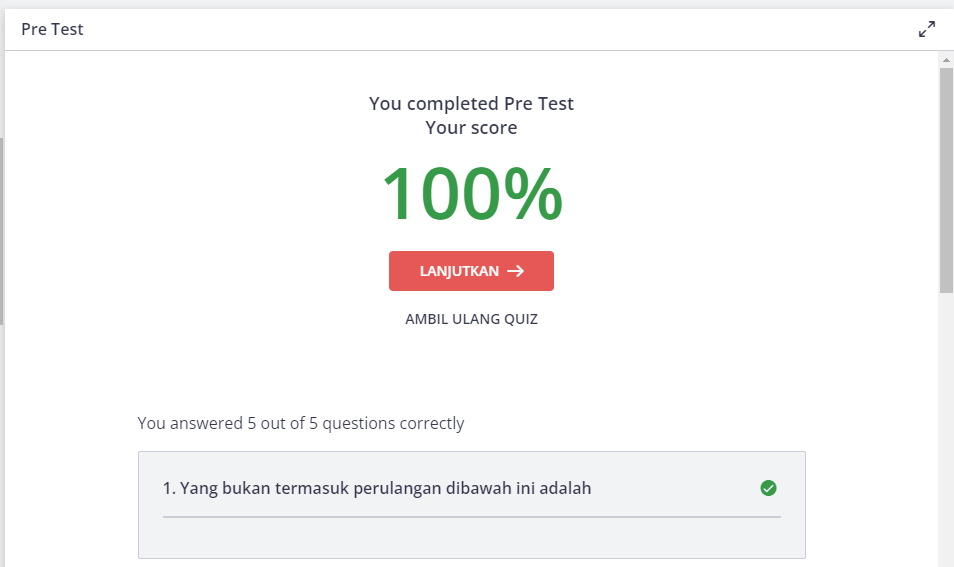 Pre Test
You completed Pre Test
Your score
100%
LANJUTKAN →
AMBIL ULANG QUIZ
You answered 5 out of 5 questions correctly
1. Yang bukan termasuk perulangan dibawah ini adalah